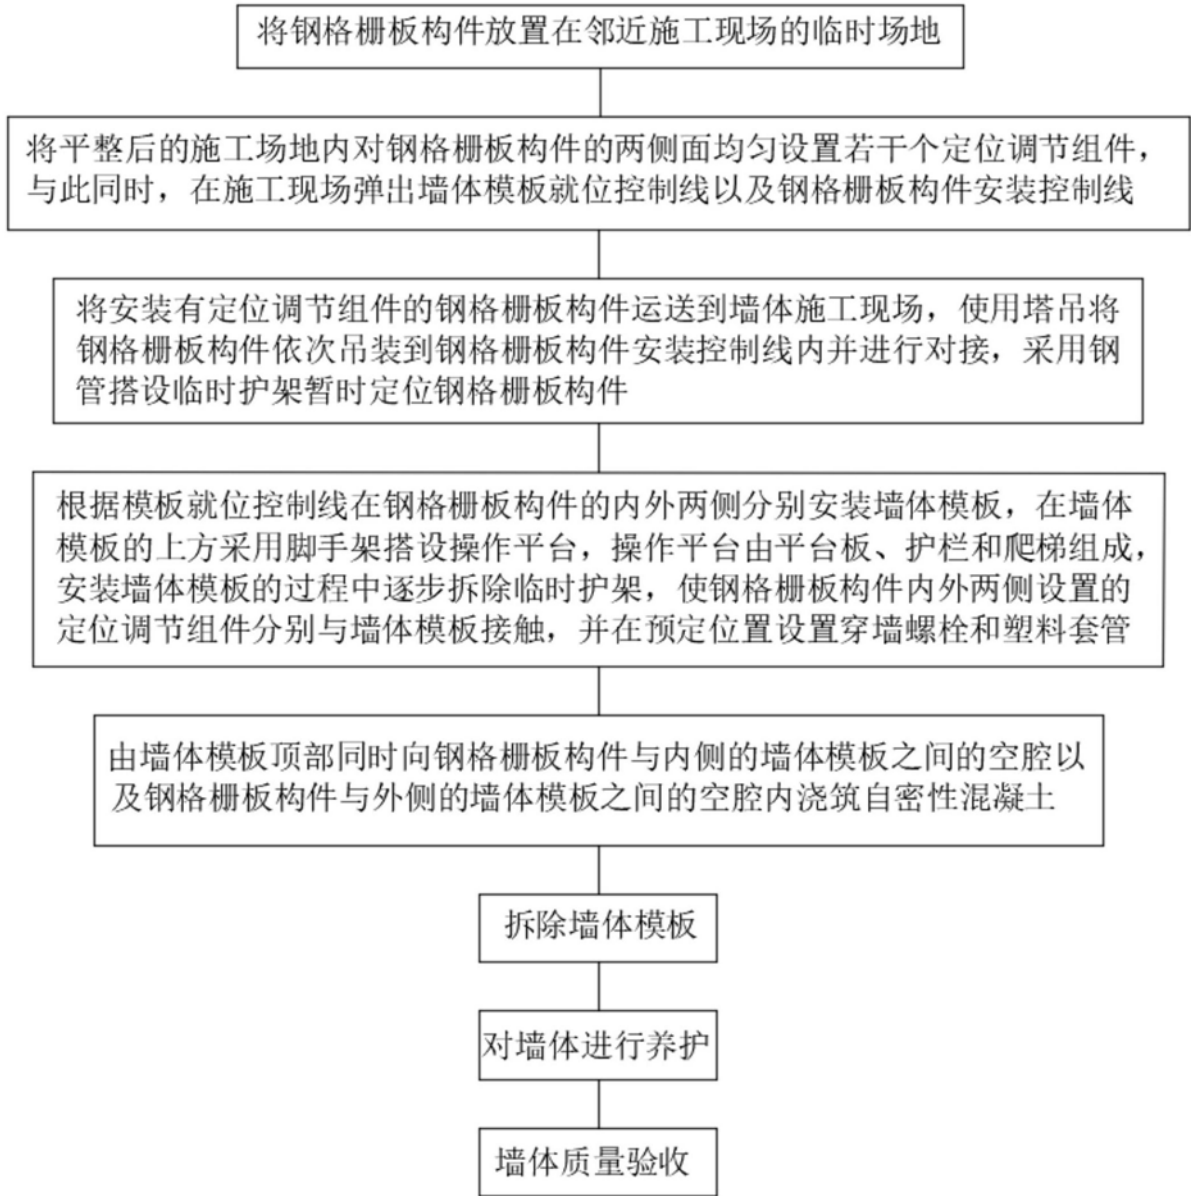 将钢格栅板构件放置在邻近施工现场的临时场地
将平整后的施工场地内对钢格栅板构件的两侧面均匀设置若干个定位调节组件，
与此同时，在施工现场弹出墙体模板就位控制线以及钢格栅板构件安装控制线
将安装有定位调节组件的钢格栅板构件运送到墙体施工现场，使用塔吊将
钢格栅板构件依次吊装到钢格栅板构件安装控制线内并进行对接，采用钢
管搭设临时护架暂时定位钢格栅板构件
根据模板就位控制线在钢格栅板构件的内外两侧分别安装墙体模板，在墙体
模板的上方采用脚手架搭设操作平台，操作平台由平台板、护栏和爬梯组成，
安装墙体模板的过程中逐步拆除临时护架，使钢格栅板构件内外两侧设置的
定位调节组件分别与墙体模板接触，并在预定位置设置穿墙螺栓和塑料套管
由墙体模板顶部同时向钢格栅板构件与内侧的墙体模板之间的空腔以
及钢格栅板构件与外侧的墙体模板之间的空腔内浇筑自密性混凝土
拆除墙体模板
对墙体进行养护
墙体质量验收